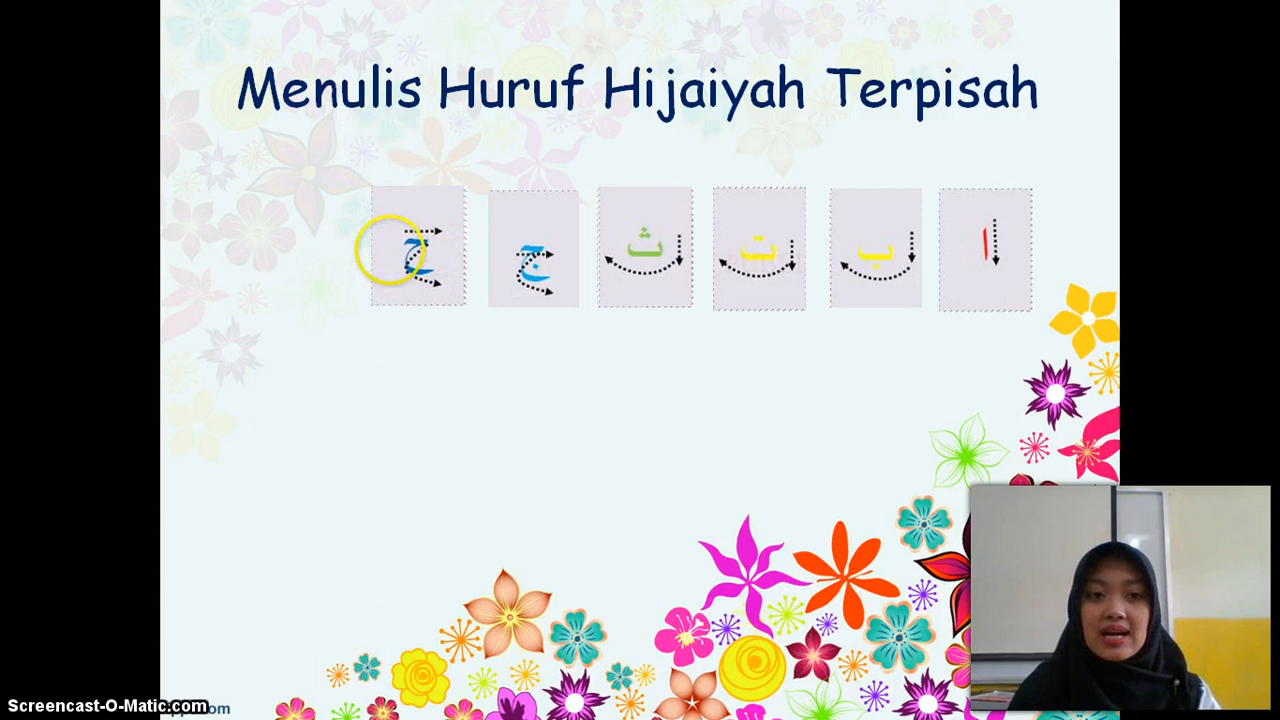 Menulis Huruf Hijaiyah Terpisah
ا ب ت ث ج ح
Screencast-O-Matic.com